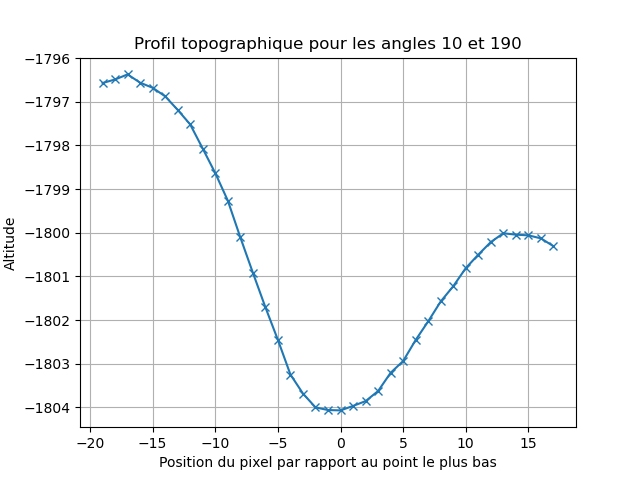 Profil topographique pour les angles 10 et 190
−1796
−1797
−1798
−1799
−1800
−1801
−1802
−1803
−1804
Altitude
−20 −15 −10 −5 0 5 10 15
Position du pixel par rapport au point le plus bas